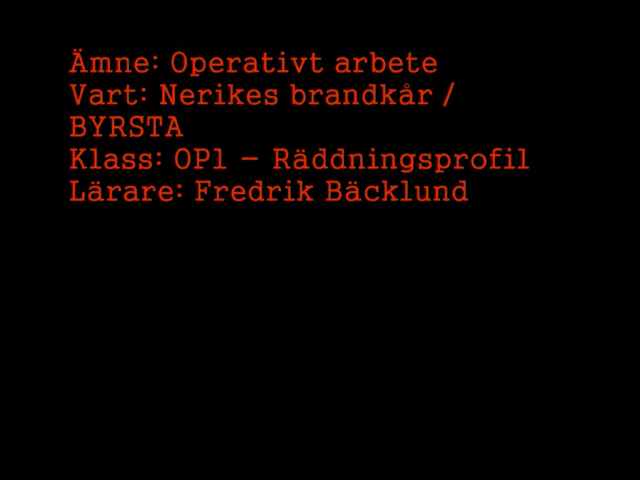 Ämne: Operativt arbete
Vart: Nerikes brandkår /
BYRSTA
Klass: OP1 – Räddningsprofil
Lärare: Fredrik Bäcklund